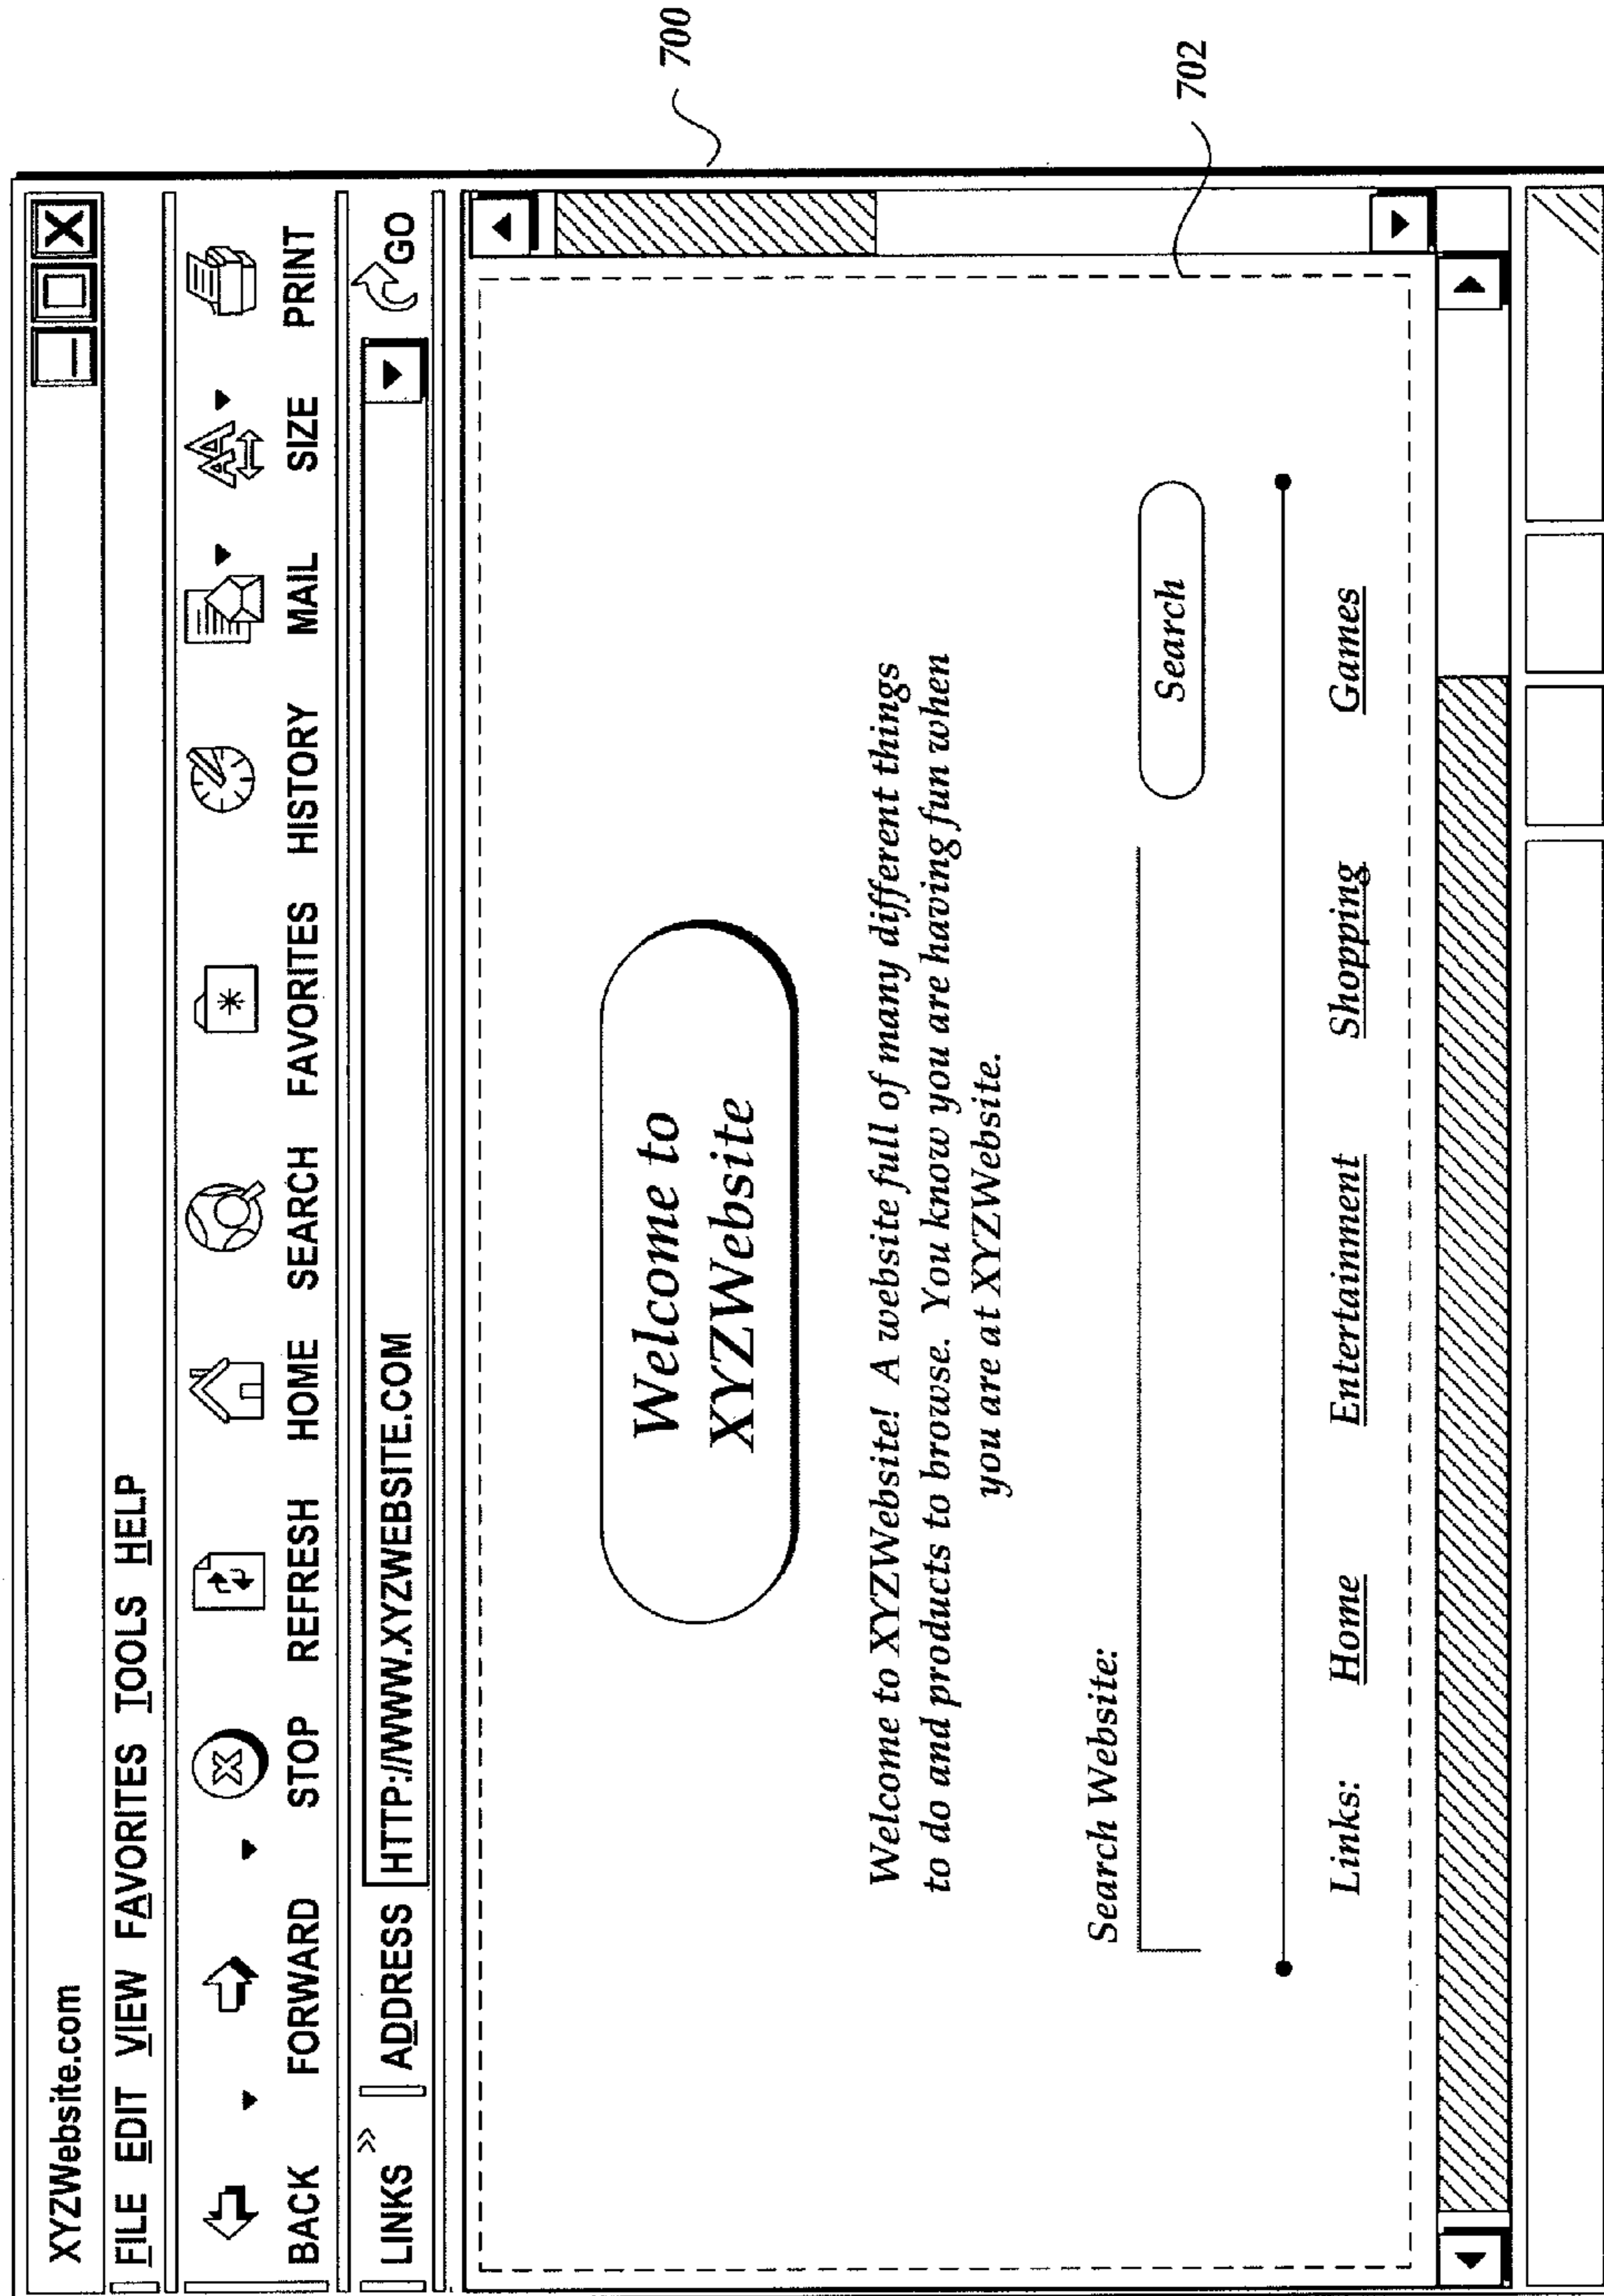 XYZWebsite.com
FILE EDIT VIEW FAVORITES TOOLS HELP
BACK FORWARD STOP REFRESH HOME SEARCH FAVORITES HISTORY MAIL SIZE PRINT
LINKS » ADDRESS HTTP://WWW.XYZWEBSITE.COM GO
Welcome to
XYZWebsite
Welcome to XYZWebsite! A website full of many different things
to do and products to browse. You know you are having fun when
you are at XYZWebsite.
Search Website:
Search
Links: Home Entertainment Shopping Games
700
702